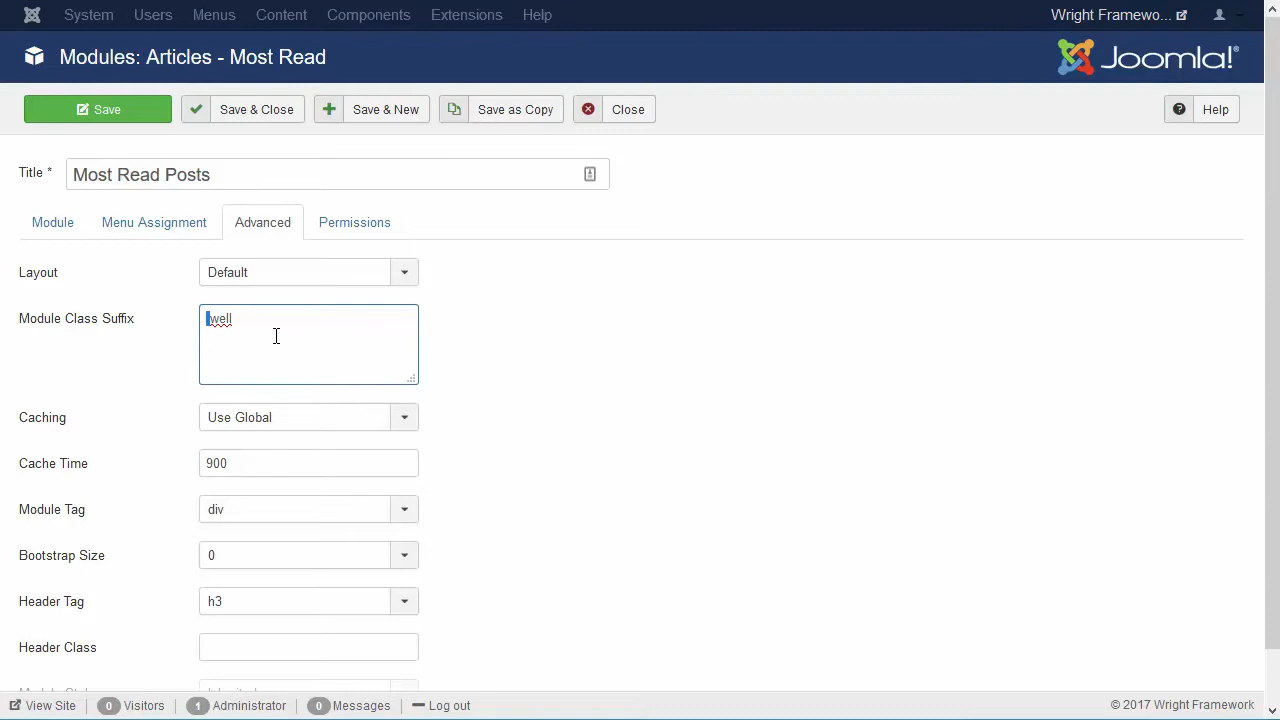 System Users Menus Content Components Extensions Help Wright Framewo...
Modules: Articles - Most Read Joomla!®
Save Save & Close Save & New Save as Copy Close Help
Title * Most Read Posts
Module Menu Assignment Advanced Permissions
Layout Default
Module Class Suffix well
Caching Use Global
Cache Time 900
Module Tag div
Bootstrap Size 0
Header Tag h3
Header Class
View Site 0 Visitors 1 Administrator 0 Messages Log out © 2017 Wright Framework